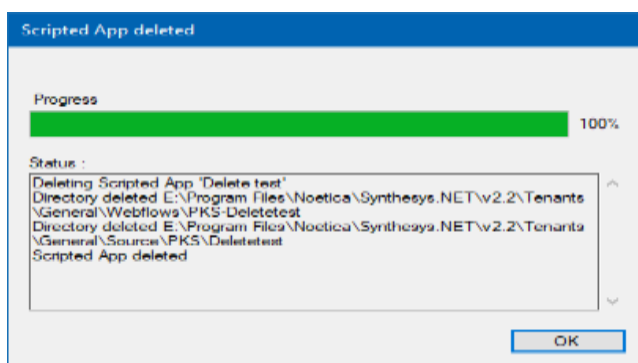 Scripted App deleted
Progress
100%
Status :
Deleting Scripted App "Delete test"
Directory deleted E:\Program Files\Noetica\Synthesys.NET\v2.2\Tenants
\General\Webflows\PKS-Deletetest
Directory deleted E:\Program Files\Noetica\Synthesys.NET\v2.2\Tenants
\General\Source\PKS\Deletetest
Scripted App deleted
OK